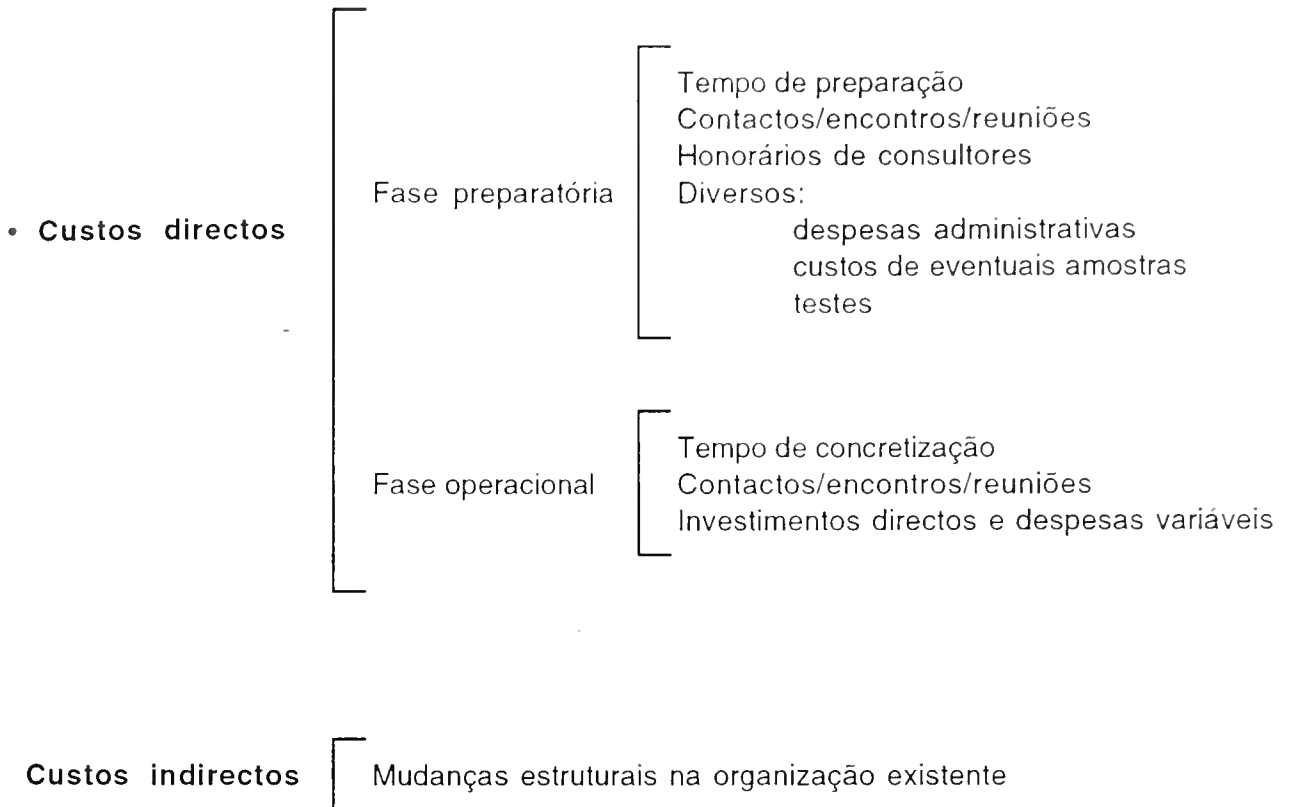 Tempo de preparação
Contactos/encontros/reuniões
Honorários de consultores
Fase preparatória
Diversos:
• Custos directos
despesas administrativas
custos de eventuais amostras
testes
Tempo de concretização
Fase operacional
Contactos/encontros/reuniões
Investimentos directos e despesas variáveis
Custos indirectos
Mudanças estruturais na organização existente